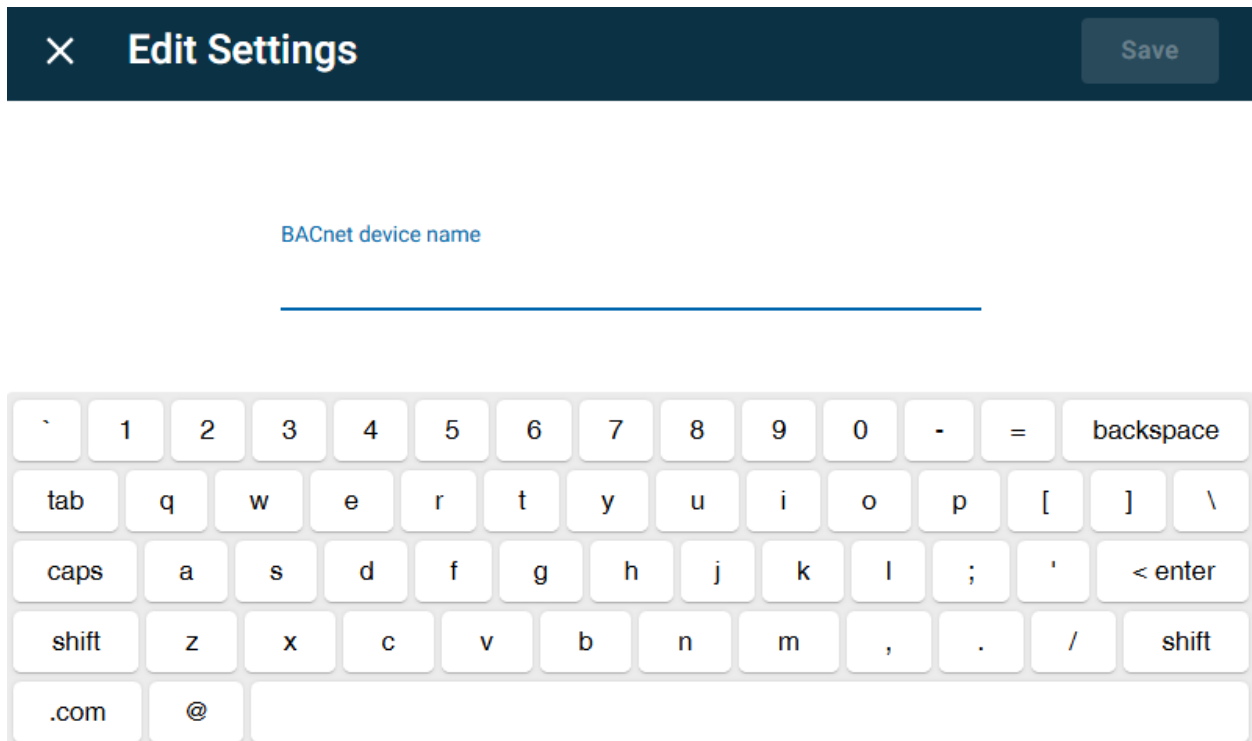 × Edit Settings Save
BACnet device name
` 1 2 3 4 5 6 7 8 9 0 - = backspace
tab q w e r t y u i o p [ ] \
caps a s d f g h j k l ; ' < enter
shift z x c v b n m , . / shift
.com @